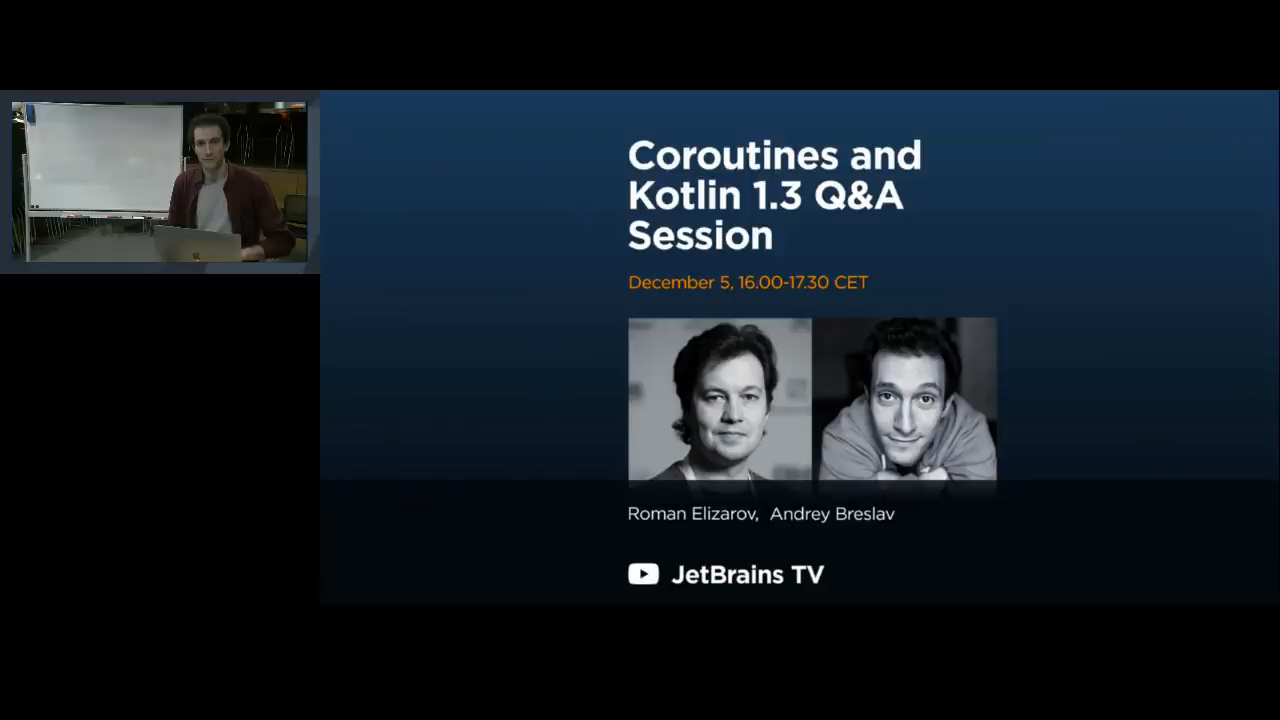 Coroutines and
Kotlin 1.3 Q&A
Session
December 5, 16.00-17.30 CET
Roman Elizarov, Andrey Breslav
JetBrains TV